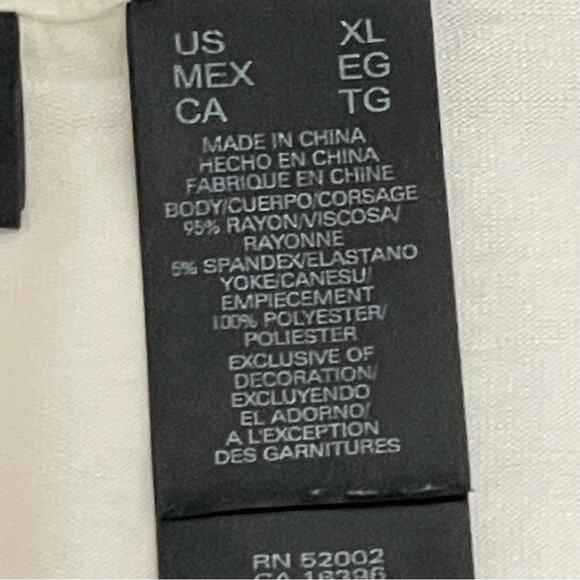 US XL
MEX EG
CA TG
MADE IN CHINA
HECHO EN CHINA
FABRIQUE EN CHINE
BODY/CUERPO/CORSAGE
95% RAYON/VISCOSA/
RAYONNE
5% SPANDEX/ELASTANO
YOKE/CANESU/
EMPIECEMENT
100% POLYESTER/
POLIESTER
EXCLUSIVE OF
DECORATION/
EXCLUYENDO
EL ADORNO/
A L'EXCEPTION
DES GARNITURES
RN 52002
CA 16396